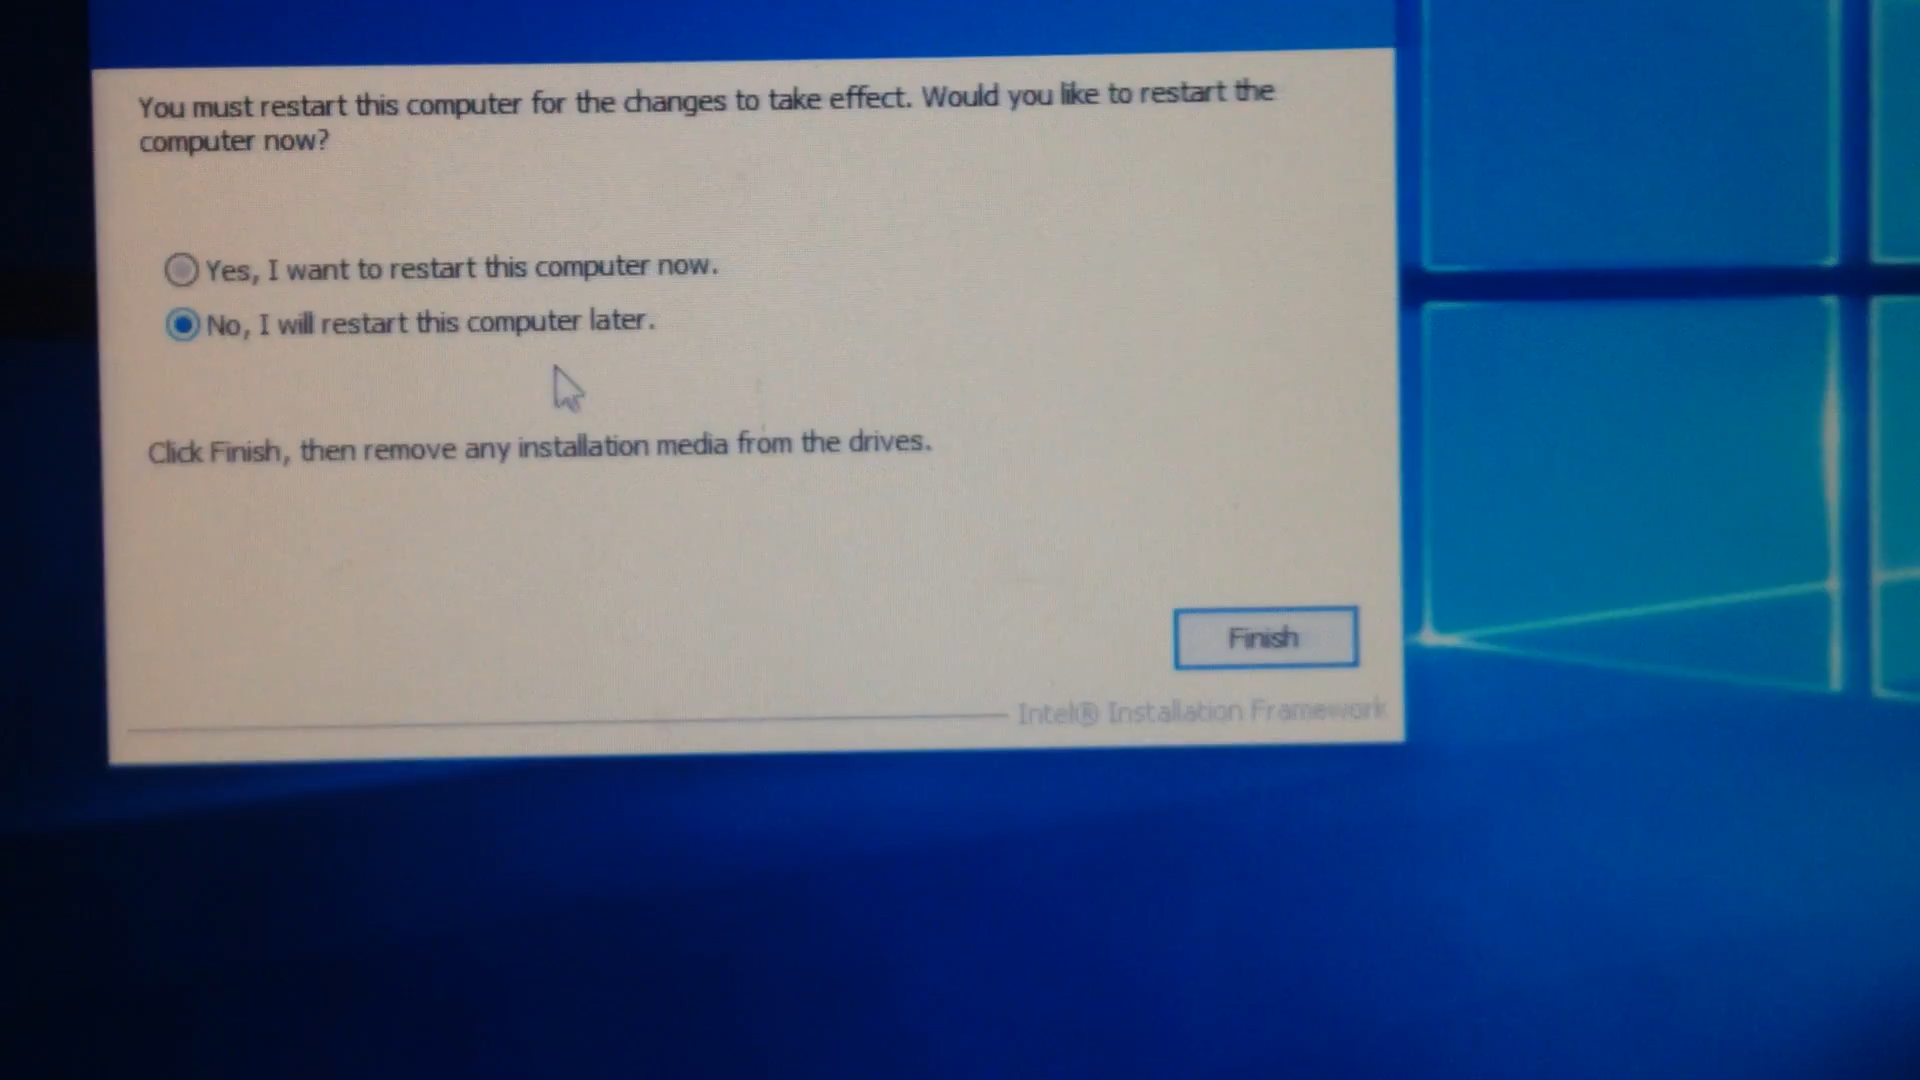 You must restart this computer for the changes to take effect. Would you like to restart the
computer now?
Yes, I want to restart this computer now.
No, I will restart this computer later.
Click Finish, then remove any installation media from the drives.
Finish
Intel® Installation Framework